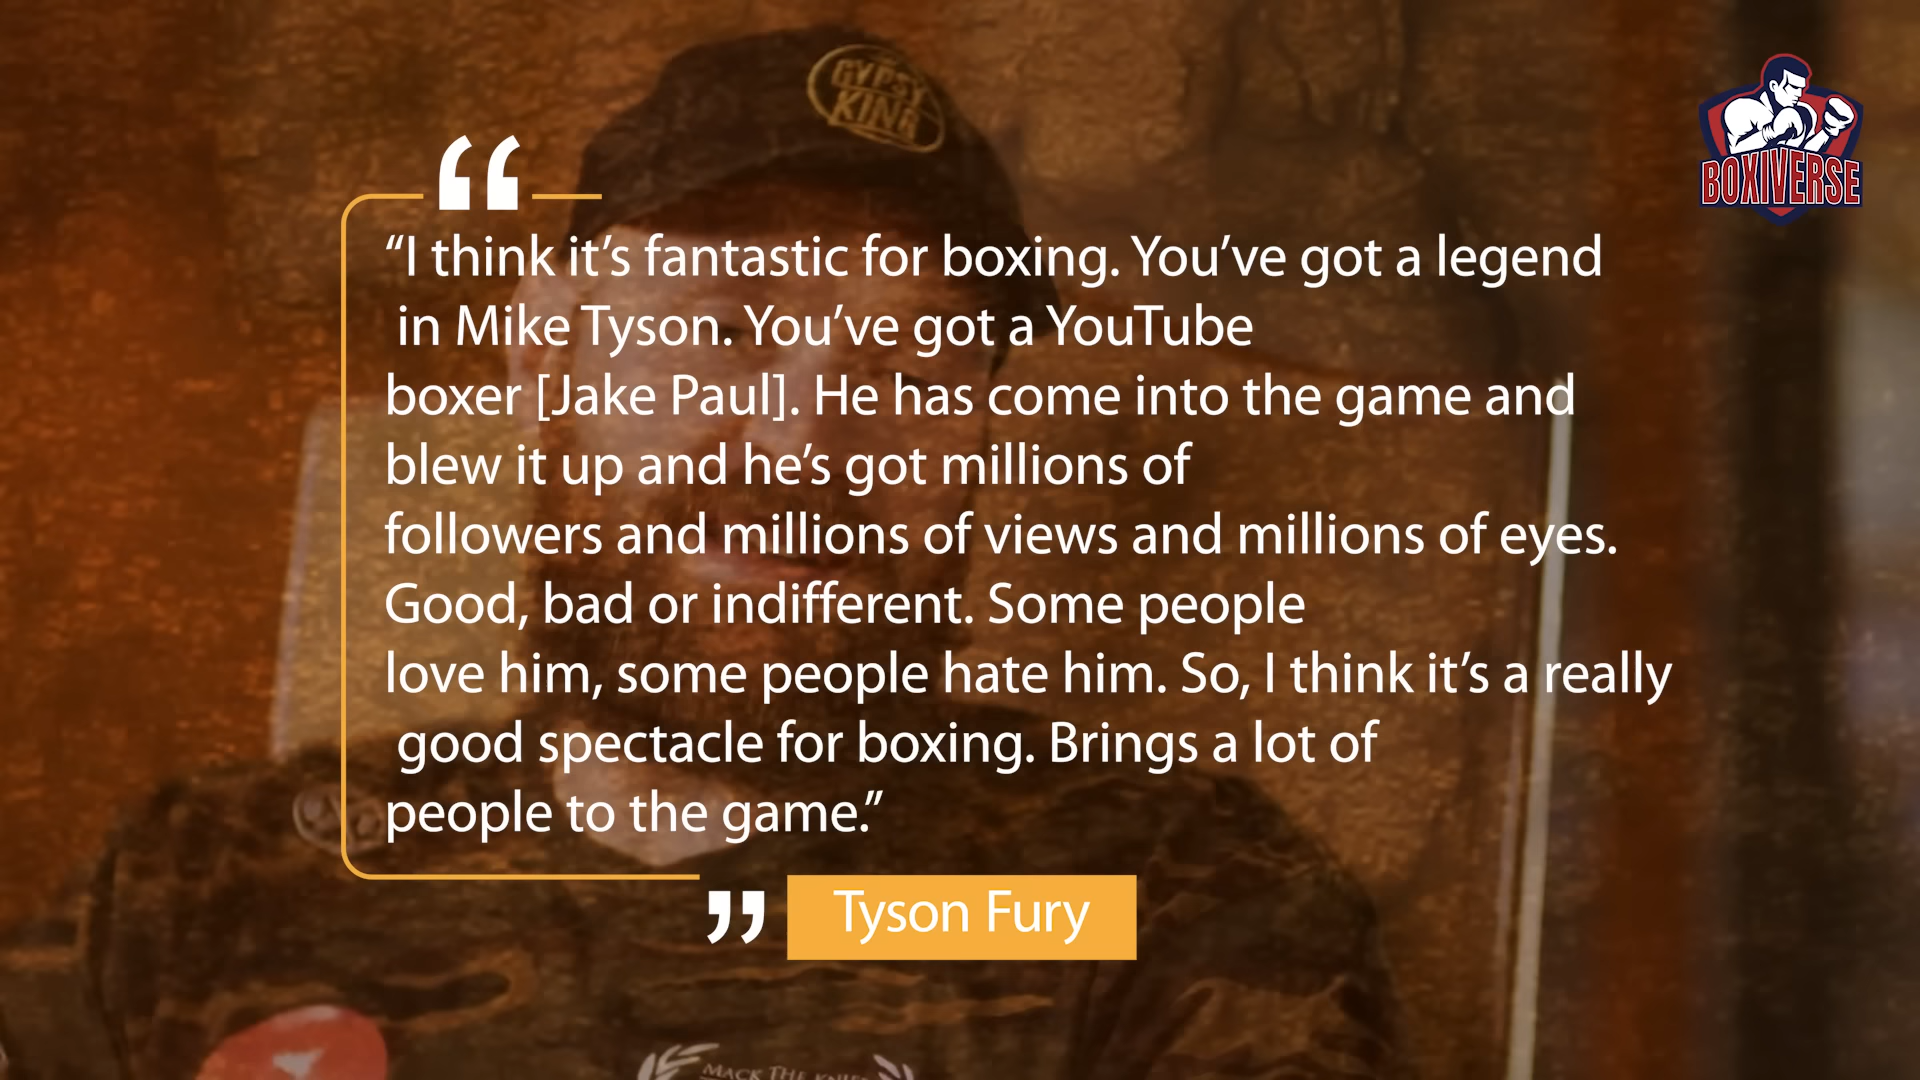 GYPSY
KING
BOXIVERSE
“I think it’s fantastic for boxing. You’ve got a legend
in Mike Tyson. You’ve got a YouTube
boxer [Jake Paul]. He has come into the game and
blew it up and he’s got millions of
followers and millions of views and millions of eyes.
Good, bad or indifferent. Some people
love him, some people hate him. So, I think it’s a really
good spectacle for boxing. Brings a lot of
people to the game.”
Tyson Fury
MACK THE